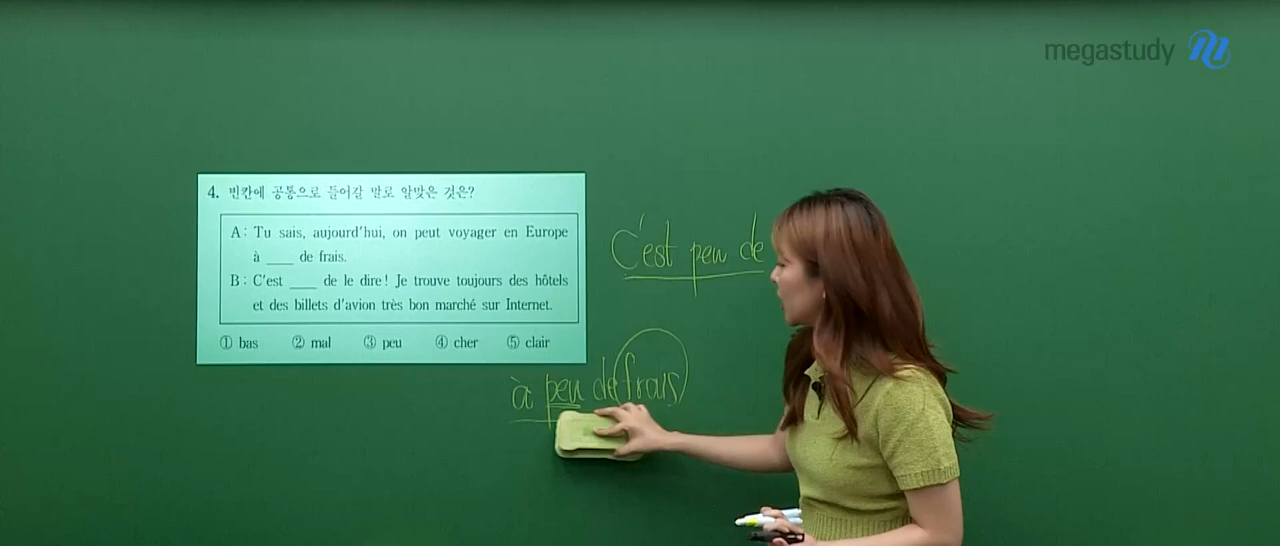 megastudy
4. 빈칸에 공통으로 들어갈 말로 알맞은 것은?
A: Tu sais, aujourd'hui, on peut voyager en Europe
à ___ de frais.
B: C'est ___ de le dire! Je trouve toujours des hôtels
et des billets d'avion très bon marché sur Internet.
① bas ② mal ③ peu ④ cher ⑤ clair
C'est peu de
à peu de frais